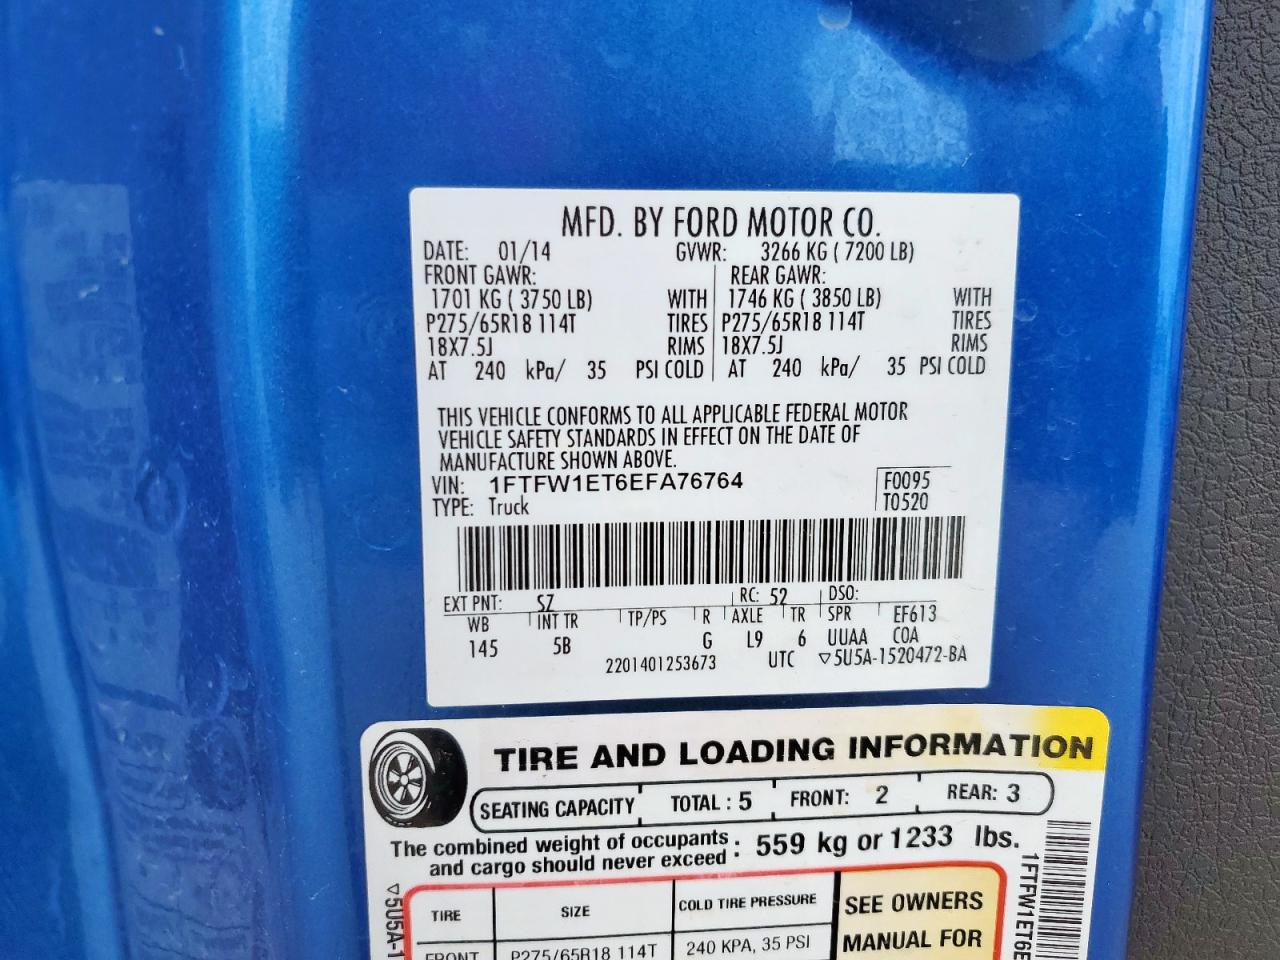 MFD. BY FORD MOTOR CO.
DATE: 01/14 GVWR: 3266 KG ( 7200 LB)
FRONT GAWR: REAR GAWR:
1701 KG ( 3750 LB) WITH 1746 KG ( 3850 LB) WITH
P275/65R18 114T TIRES P275/65R18 114T TIRES
18X7.5J RIMS 18X7.5J RIMS
AT 240 kPa/ 35 PSI COLD AT 240 kPa/ 35 PSI COLD
THIS VEHICLE CONFORMS TO ALL APPLICABLE FEDERAL MOTOR
VEHICLE SAFETY STANDARDS IN EFFECT ON THE DATE OF
MANUFACTURE SHOWN ABOVE.
VIN: 1FTFW1ET6EFA76764 F0095
TYPE: Truck T0520
EXT PNT: SZ RC: 52 DSO:
WB INT TR TP/PS R AXLE TR SPR EF613
145 5B G L9 6 UUAA COA
2201401253673 UTC ▽5U5A-1520472-BA
TIRE AND LOADING INFORMATION
SEATING CAPACITY TOTAL : 5 FRONT: 2 REAR: 3
The combined weight of occupants
and cargo should never exceed : 559 kg or 1233 lbs.
TIRE SIZE COLD TIRE PRESSURE SEE OWNERS
FRONT P275/65R18 114T 240 KPA, 35 PSI MANUAL FOR
▽5U5A-1
1FTFW1ET6E